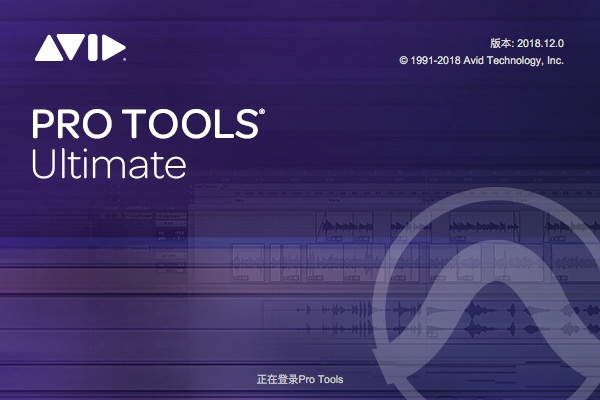 AVID
版本: 2018.12.0
© 1991-2018 Avid Technology, Inc.
PRO TOOLS®
Ultimate
正在登录Pro Tools